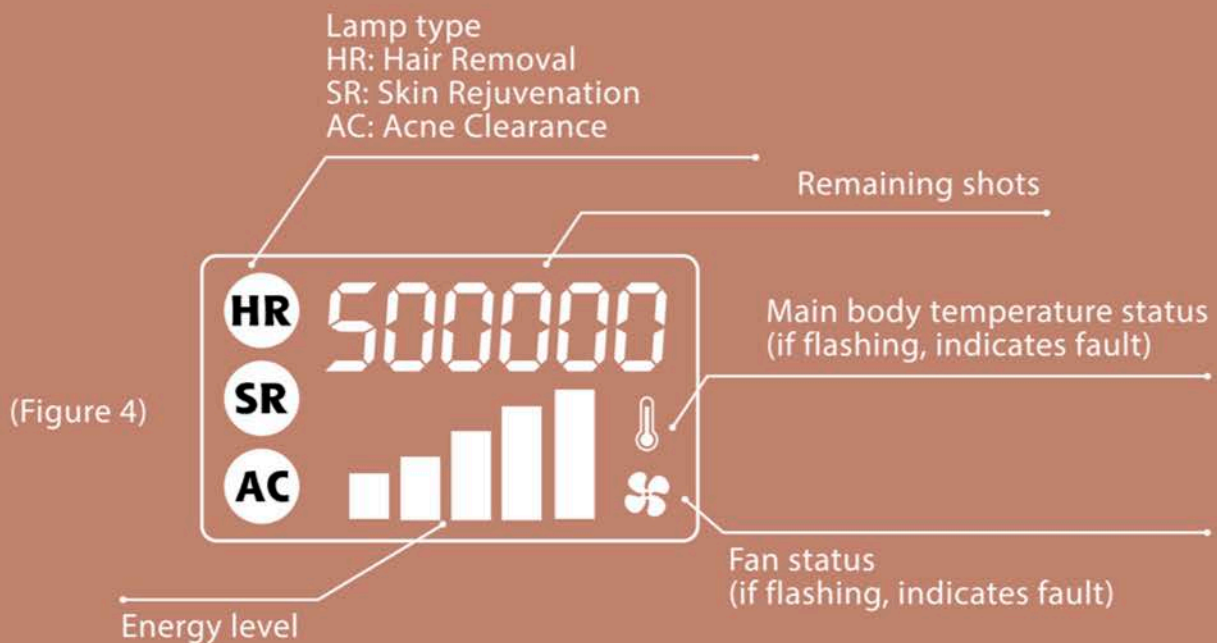 Lamp type
HR: Hair Removal
SR: Skin Rejuvenation
AC: Acne Clearance
Remaining shots
HR
500000
Main body temperature status
(if flashing, indicates fault)
SR
(Figure 4)
AC
Fan status
(if flashing, indicates fault)
Energy level